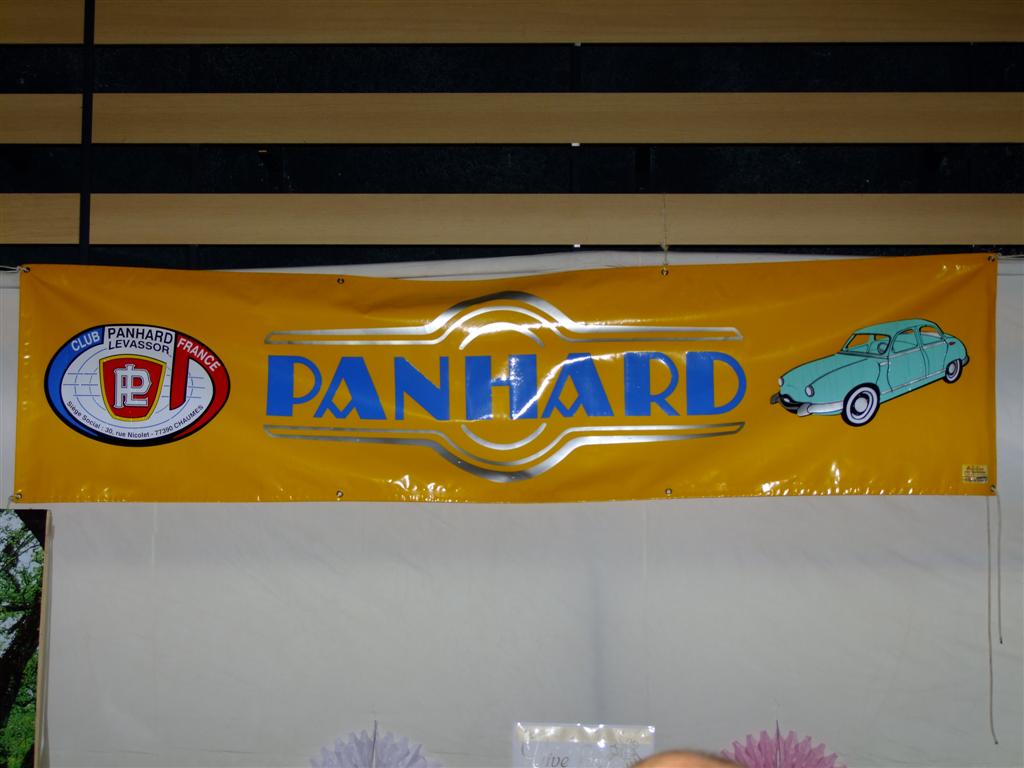 CLUB
PANHARD
LEVASSOR
FRANCE
PL
Siège Social : 30, rue Nicolet - 77390 CHAUMES
PANHARD